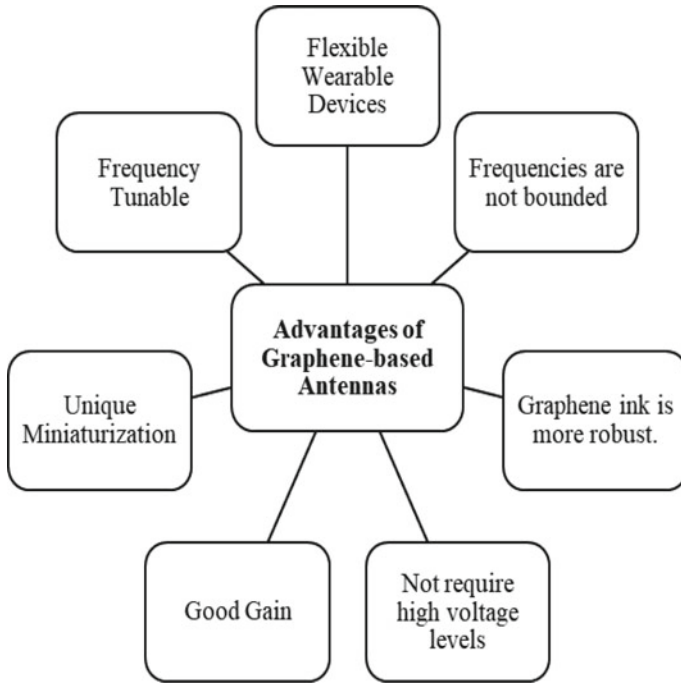 Flexible
Wearable
Devices
Frequency
Tunable
Frequencies are
not bounded
Advantages of
Graphene-based
Antennas
Unique
Miniaturization
Graphene ink is
more robust.
Good Gain
Not require
high voltage
levels